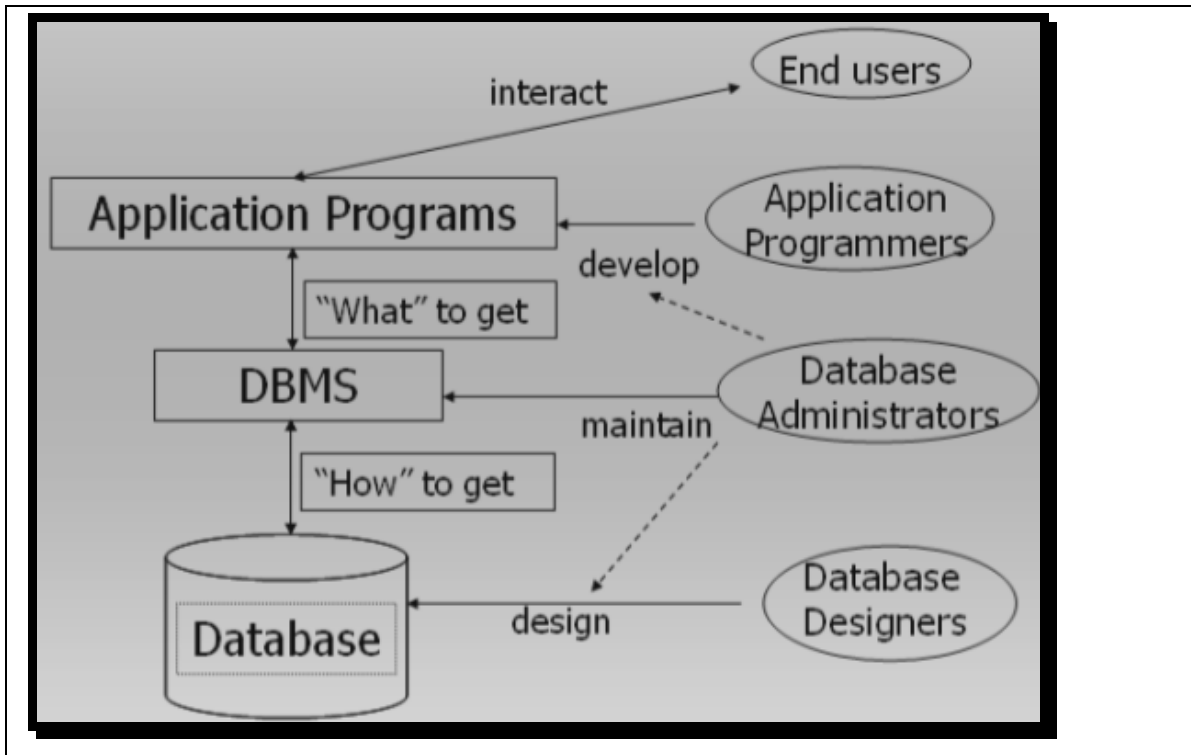 End users
interact
Application Programs
Application
Programmers
develop
“What” to get
DBMS
Database
Administrators
maintain
“How” to get
Database
Database
Designers
design